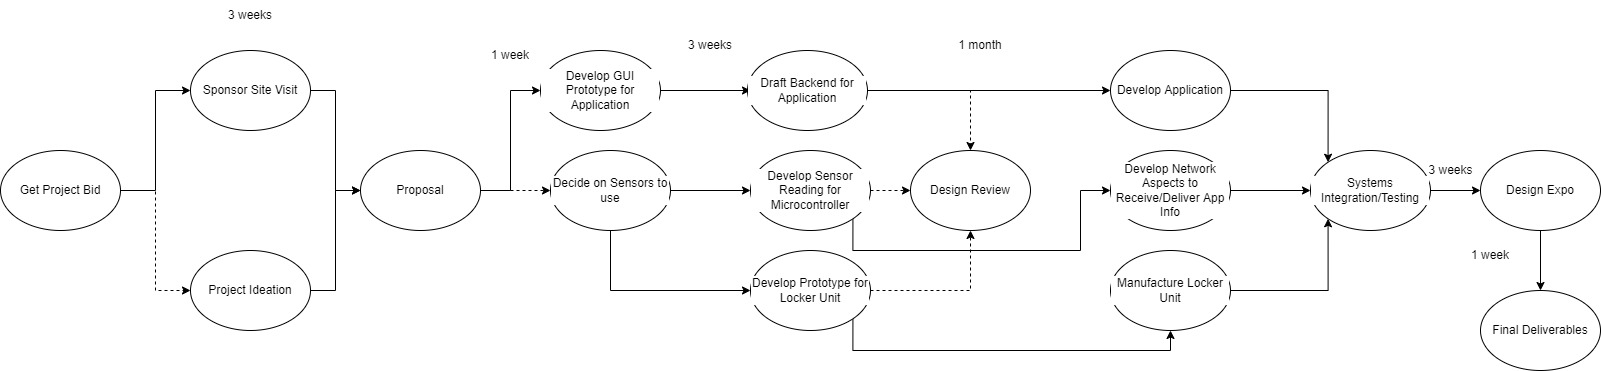 3 weeks
1 week
3 weeks
1 month
Sponsor Site Visit
Develop GUI
Prototype for
Application
Draft Backend for
Application
Develop Application
Get Project Bid
Proposal
Decide on Sensors to
use
Develop Sensor
Reading for
Microcontroller
Design Review
Develop Network
Aspects to
Receive/Deliver App
Info
Systems
Integration/Testing
3 weeks
Design Expo
Project Ideation
Develop Prototype for
Locker Unit
Manufacture Locker
Unit
1 week
Final Deliverables